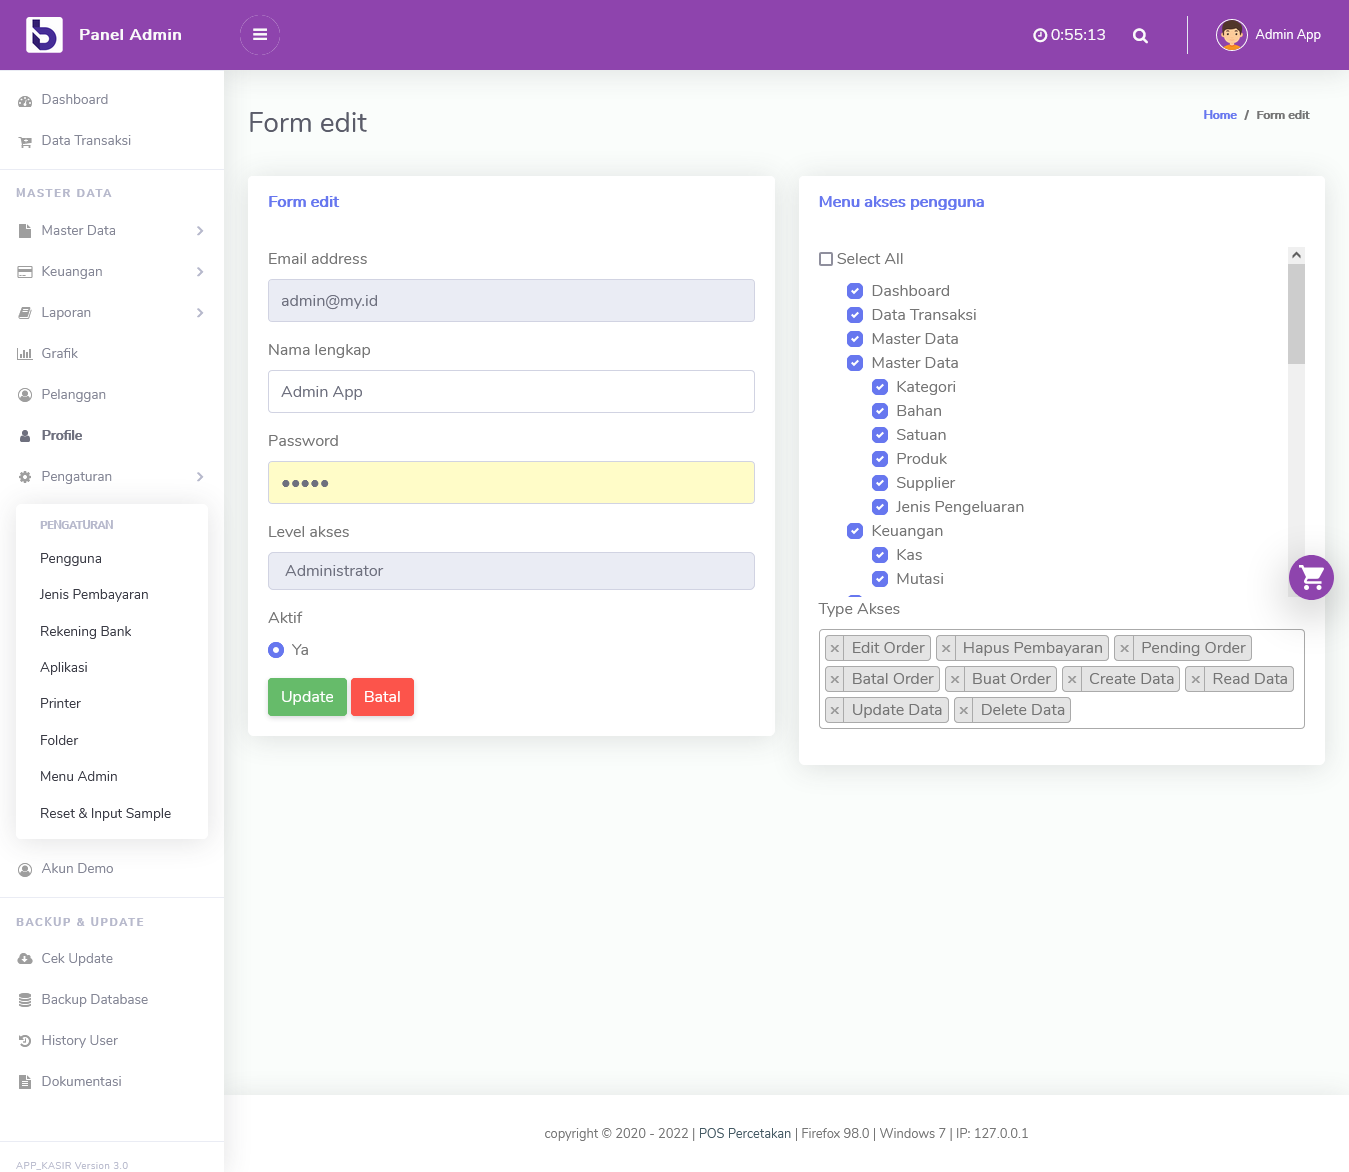 Panel Admin
0:55:13
Admin App
Dashboard
Data Transaksi
MASTER DATA
Master Data
Keuangan
Laporan
Grafik
Pelanggan
Profile
Pengaturan
PENGATURAN
Pengguna
Jenis Pembayaran
Rekening Bank
Aplikasi
Printer
Folder
Menu Admin
Reset & Input Sample
Akun Demo
BACKUP & UPDATE
Cek Update
Backup Database
History User
Dokumentasi
APP_KASIR Version 3.0
Form edit
Home / Form edit
Form edit
Email address
admin@my.id
Nama lengkap
Admin App
Password
•••••
Level akses
Administrator
Aktif
Ya
Update Batal
Menu akses pengguna
Select All
Dashboard
Data Transaksi
Master Data
Master Data
Kategori
Bahan
Satuan
Produk
Supplier
Jenis Pengeluaran
Keuangan
Kas
Mutasi
Type Akses
× Edit Order × Hapus Pembayaran × Pending Order
× Batal Order × Buat Order × Create Data × Read Data
× Update Data × Delete Data
copyright © 2020 - 2022 | POS Percetakan | Firefox 98.0 | Windows 7 | IP: 127.0.0.1